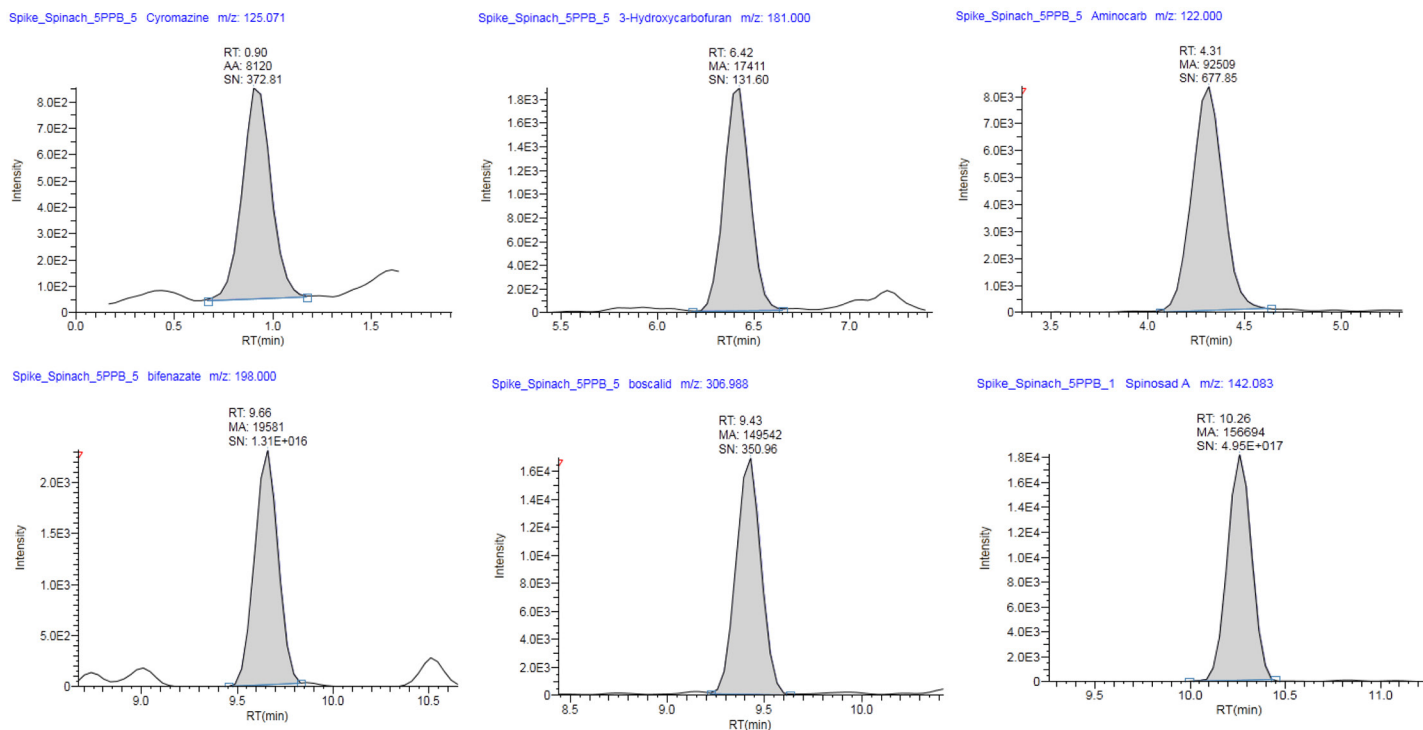 Spike_Spinach_5PPB_5 Cyromazine m/z: 125.071
RT: 0.90
AA: 8120
SN: 372.81
8.0E2
7.0E2
6.0E2
5.0E2
4.0E2
3.0E2
2.0E2
1.0E2
0
Intensity
0.0 0.5 1.0 1.5
RT(min)
Spike_Spinach_5PPB_5 3-Hydroxycarbofuran m/z: 181.000
RT: 6.42
MA: 17411
SN: 131.60
1.8E3
1.6E3
1.4E3
1.2E3
1.0E3
8.0E2
6.0E2
4.0E2
2.0E2
0
Intensity
5.5 6.0 6.5 7.0
RT(min)
Spike_Spinach_5PPB_5 Aminocarb m/z: 122.000
RT: 4.31
MA: 92509
SN: 677.85
8.0E3
7.0E3
6.0E3
5.0E3
4.0E3
3.0E3
2.0E3
1.0E3
0
Intensity
3.5 4.0 4.5 5.0
RT(min)
Spike_Spinach_5PPB_5 bifenazate m/z: 198.000
RT: 9.66
MA: 19581
SN: 1.31E+016
2.0E3
1.5E3
1.0E3
5.0E2
0
Intensity
9.0 9.5 10.0 10.5
RT(min)
Spike_Spinach_5PPB_5 boscalid m/z: 306.988
RT: 9.43
MA: 149542
SN: 350.96
1.6E4
1.4E4
1.2E4
1.0E4
8.0E3
6.0E3
4.0E3
2.0E3
0
Intensity
8.5 9.0 9.5 10.0
RT(min)
Spike_Spinach_5PPB_1 Spinosad A m/z: 142.083
RT: 10.26
MA: 156694
SN: 4.95E+017
1.8E4
1.6E4
1.4E4
1.2E4
1.0E4
8.0E3
6.0E3
4.0E3
2.0E3
0
Intensity
9.5 10.0 10.5 11.0
RT(min)